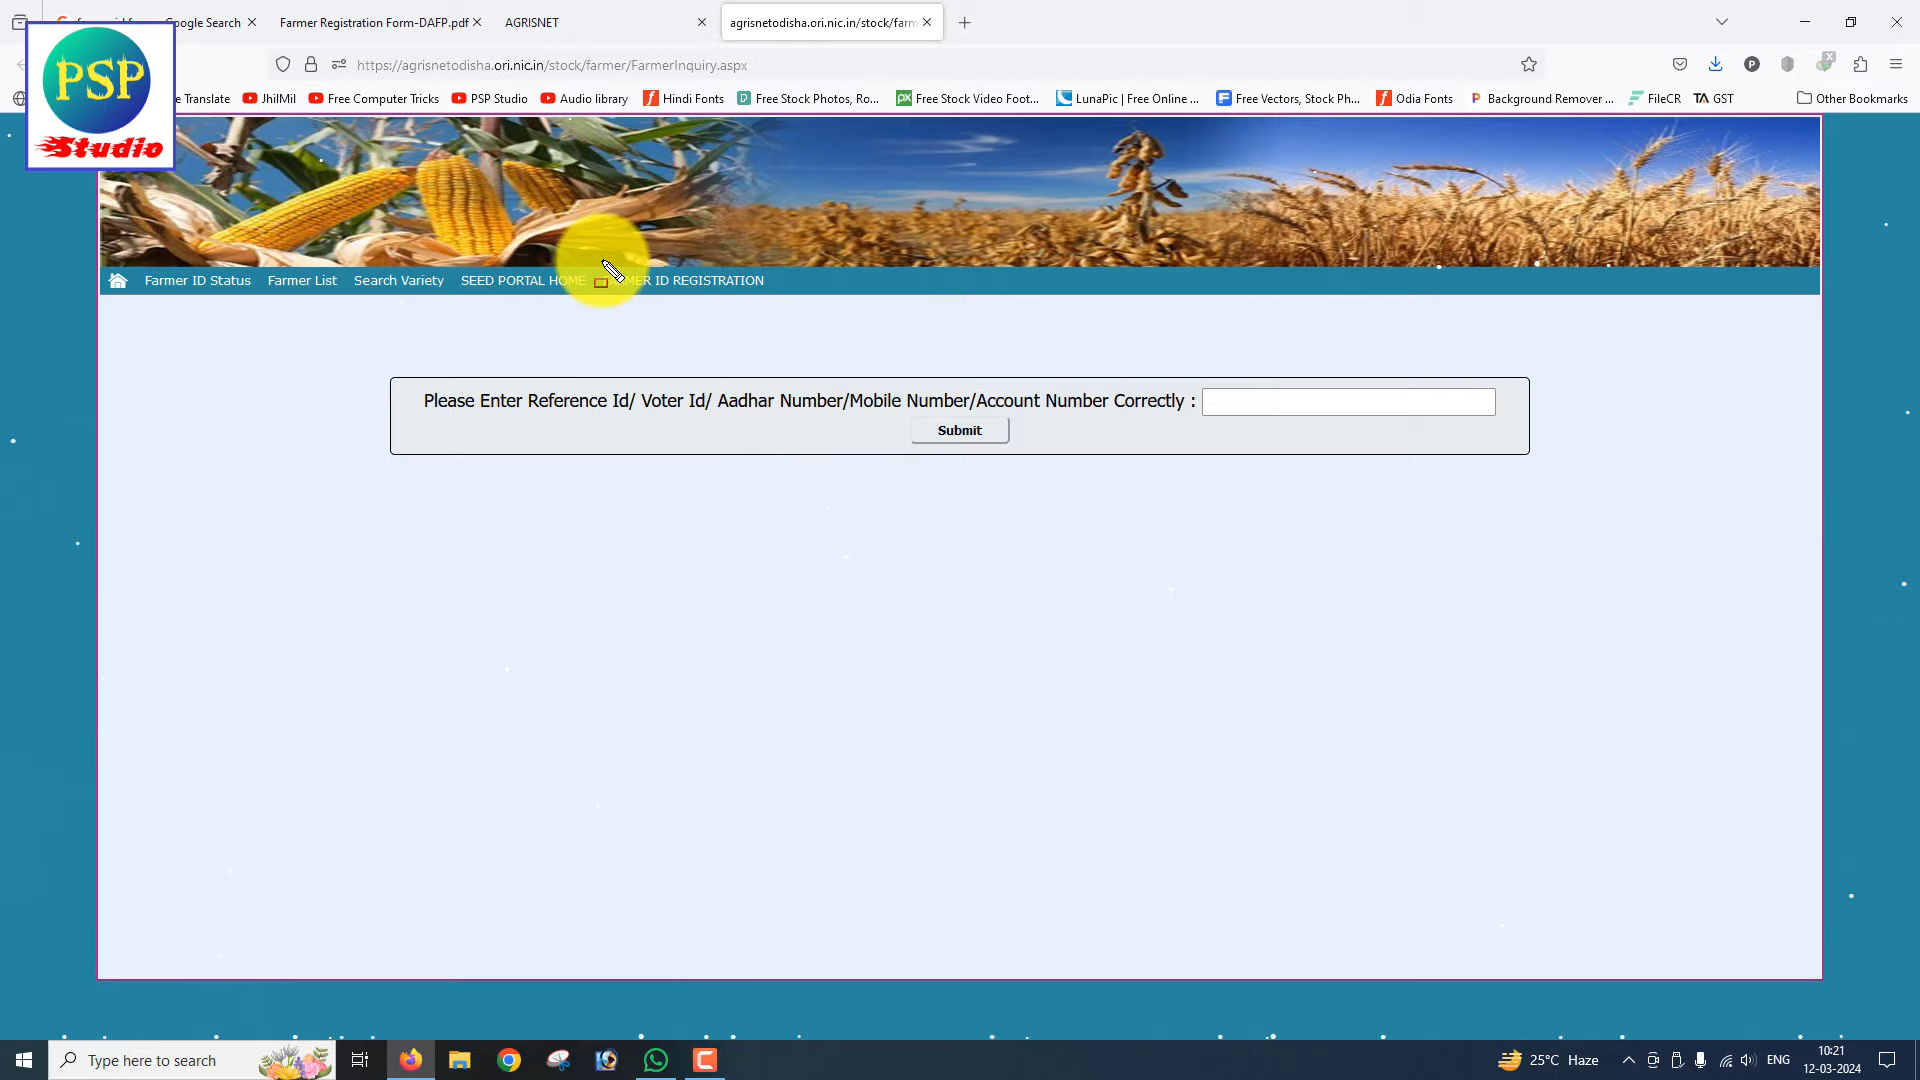 Google Search
Farmer Registration Form-DAFP.pdf
AGRISNET
agrisnetodisha.ori.nic.in/stock/farm
PSP
Studio
https://agrisnetodisha.ori.nic.in/stock/farmer/FarmerInquiry.aspx
P
e Translate
JhilMil
Free Computer Tricks
PSP Studio
Audio library
Hindi Fonts
Free Stock Photos, Ro...
Free Stock Video Foot...
LunaPic | Free Online ...
Free Vectors, Stock Ph...
Odia Fonts
Background Remover ...
FileCR
GST
Other Bookmarks
Farmer ID Status
Farmer List
Search Variety
SEED PORTAL HOME
ID REGISTRATION
Please Enter Reference Id/ Voter Id/ Aadhar Number/Mobile Number/Account Number Correctly :
Submit
Type here to search
25°C Haze
ENG
10:21
12-03-2024